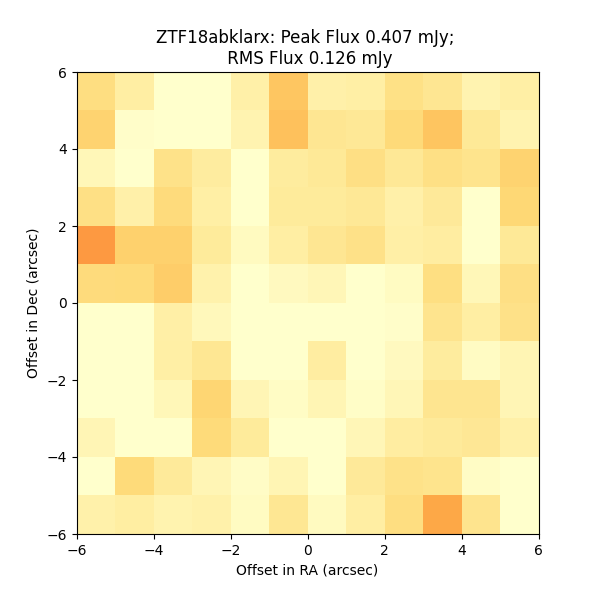 ZTF18abklarx: Peak Flux 0.407 mJy;
RMS Flux 0.126 mJy
6
4
2
0
−2
−4
−6
Offset in Dec (arcsec)
−6 −4 −2 0 2 4 6
Offset in RA (arcsec)